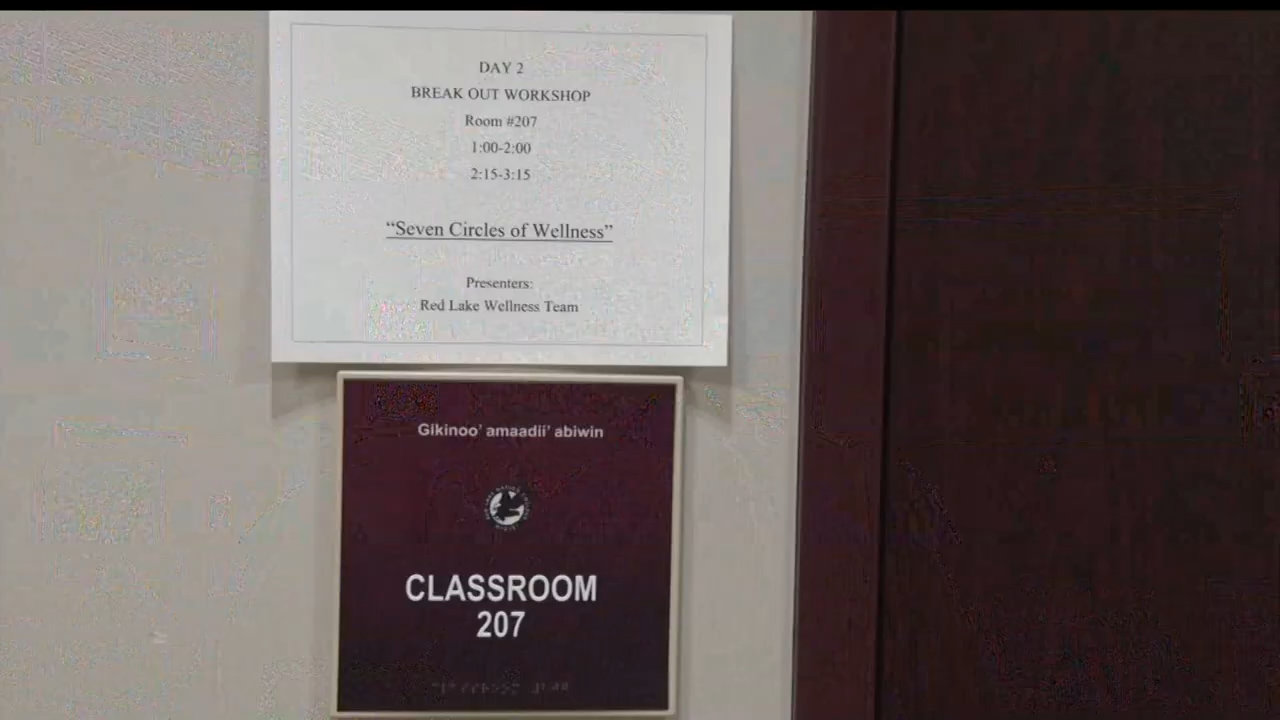 DAY 2
BREAK OUT WORKSHOP
Room #207
1:00-2:00
2:15-3:15
“Seven Circles of Wellness”
Presenters:
Red Lake Wellness Team
Gikinoo’ amaadii’ abiwin
CLASSROOM
207